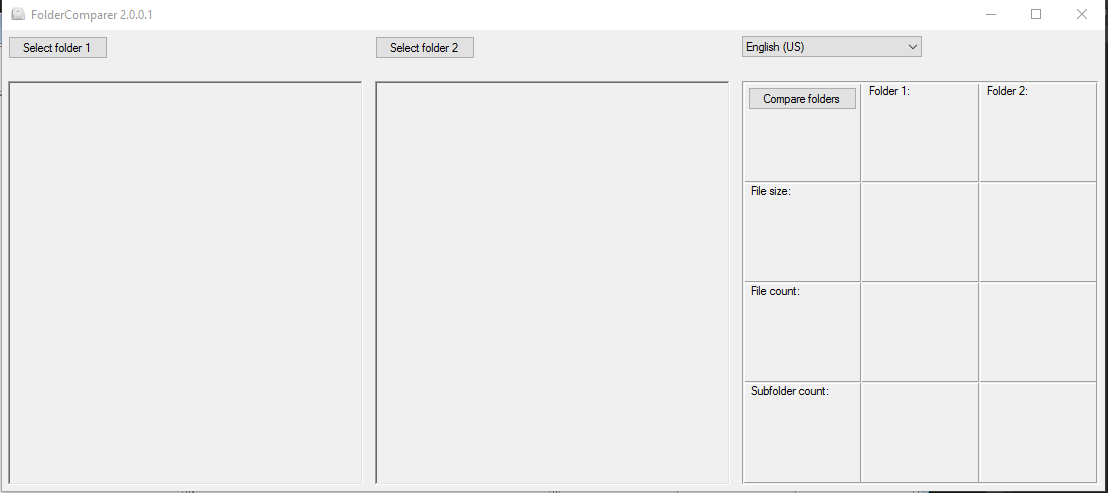 FolderComparer 2.0.0.1
Select folder 1
Select folder 2
English (US)
Compare folders
Folder 1:
Folder 2:
File size:
File count:
Subfolder count: